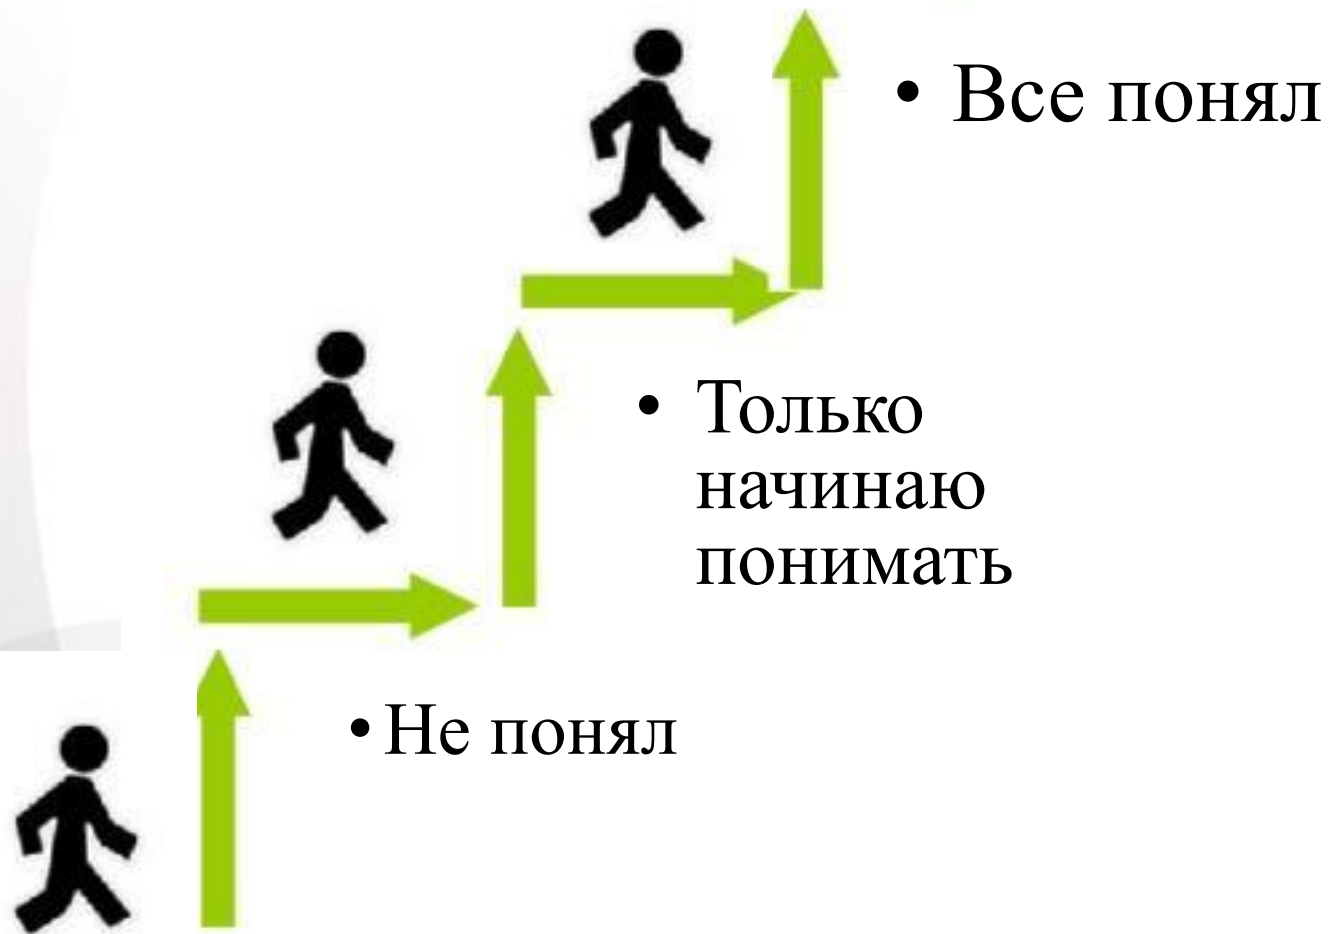 • Все понял
• Только
начинаю
понимать
• Не понял